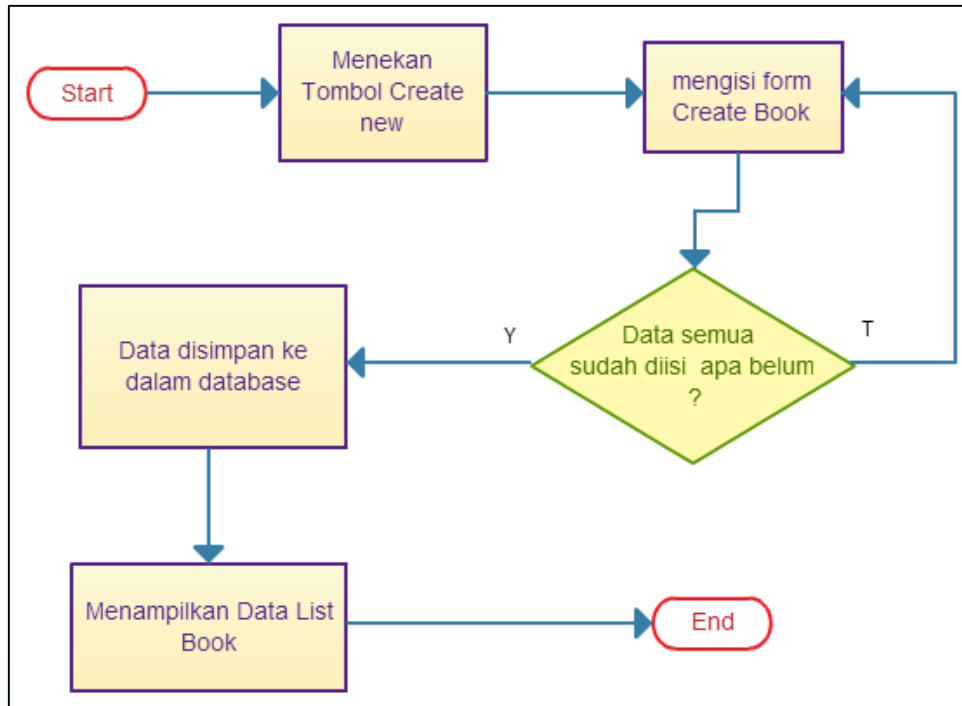 Start
Menekan
Tombol Create
new
mengisi form
Create Book
Data semua
sudah diisi apa belum
?
T
Y
Data disimpan ke
dalam database
Menampilkan Data List
Book
End